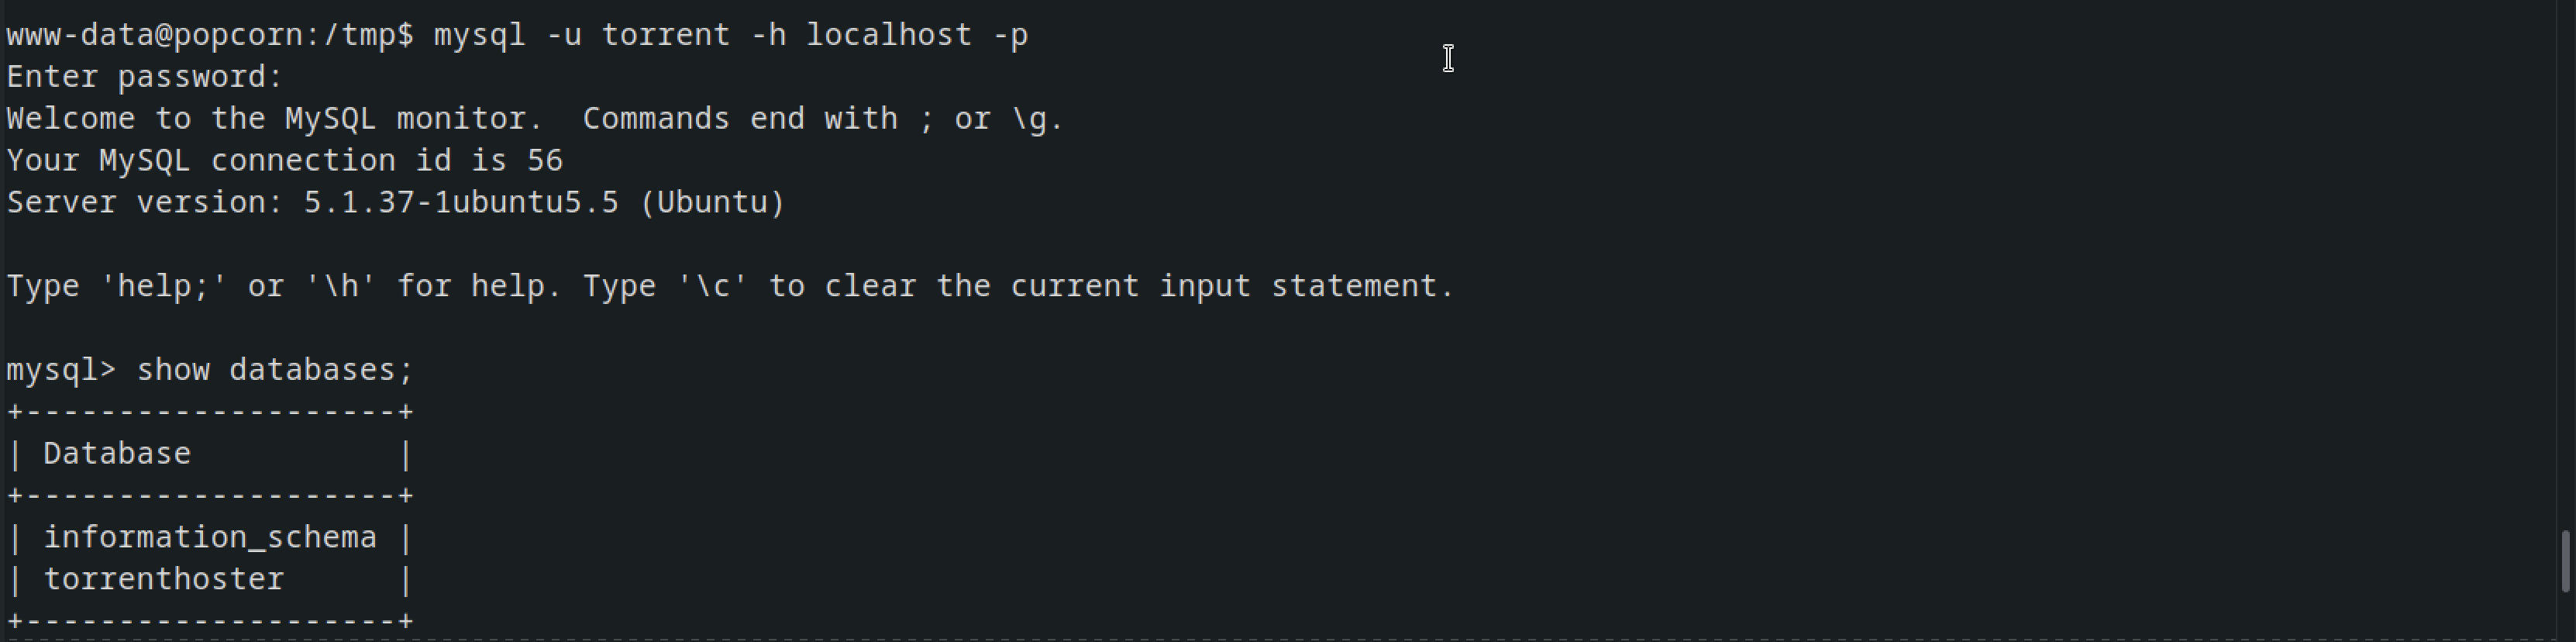 www-data@popcorn:/tmp$ mysql -u torrent -h localhost -p
Enter password:
Welcome to the MySQL monitor.  Commands end with ; or \g.
Your MySQL connection id is 56
Server version: 5.1.37-1ubuntu5.5 (Ubuntu)

Type 'help;' or '\h' for help. Type '\c' to clear the current input statement.

mysql> show databases;
+--------------------+
| Database           |
+--------------------+
| information_schema |
| torrenthoster      |
+--------------------+